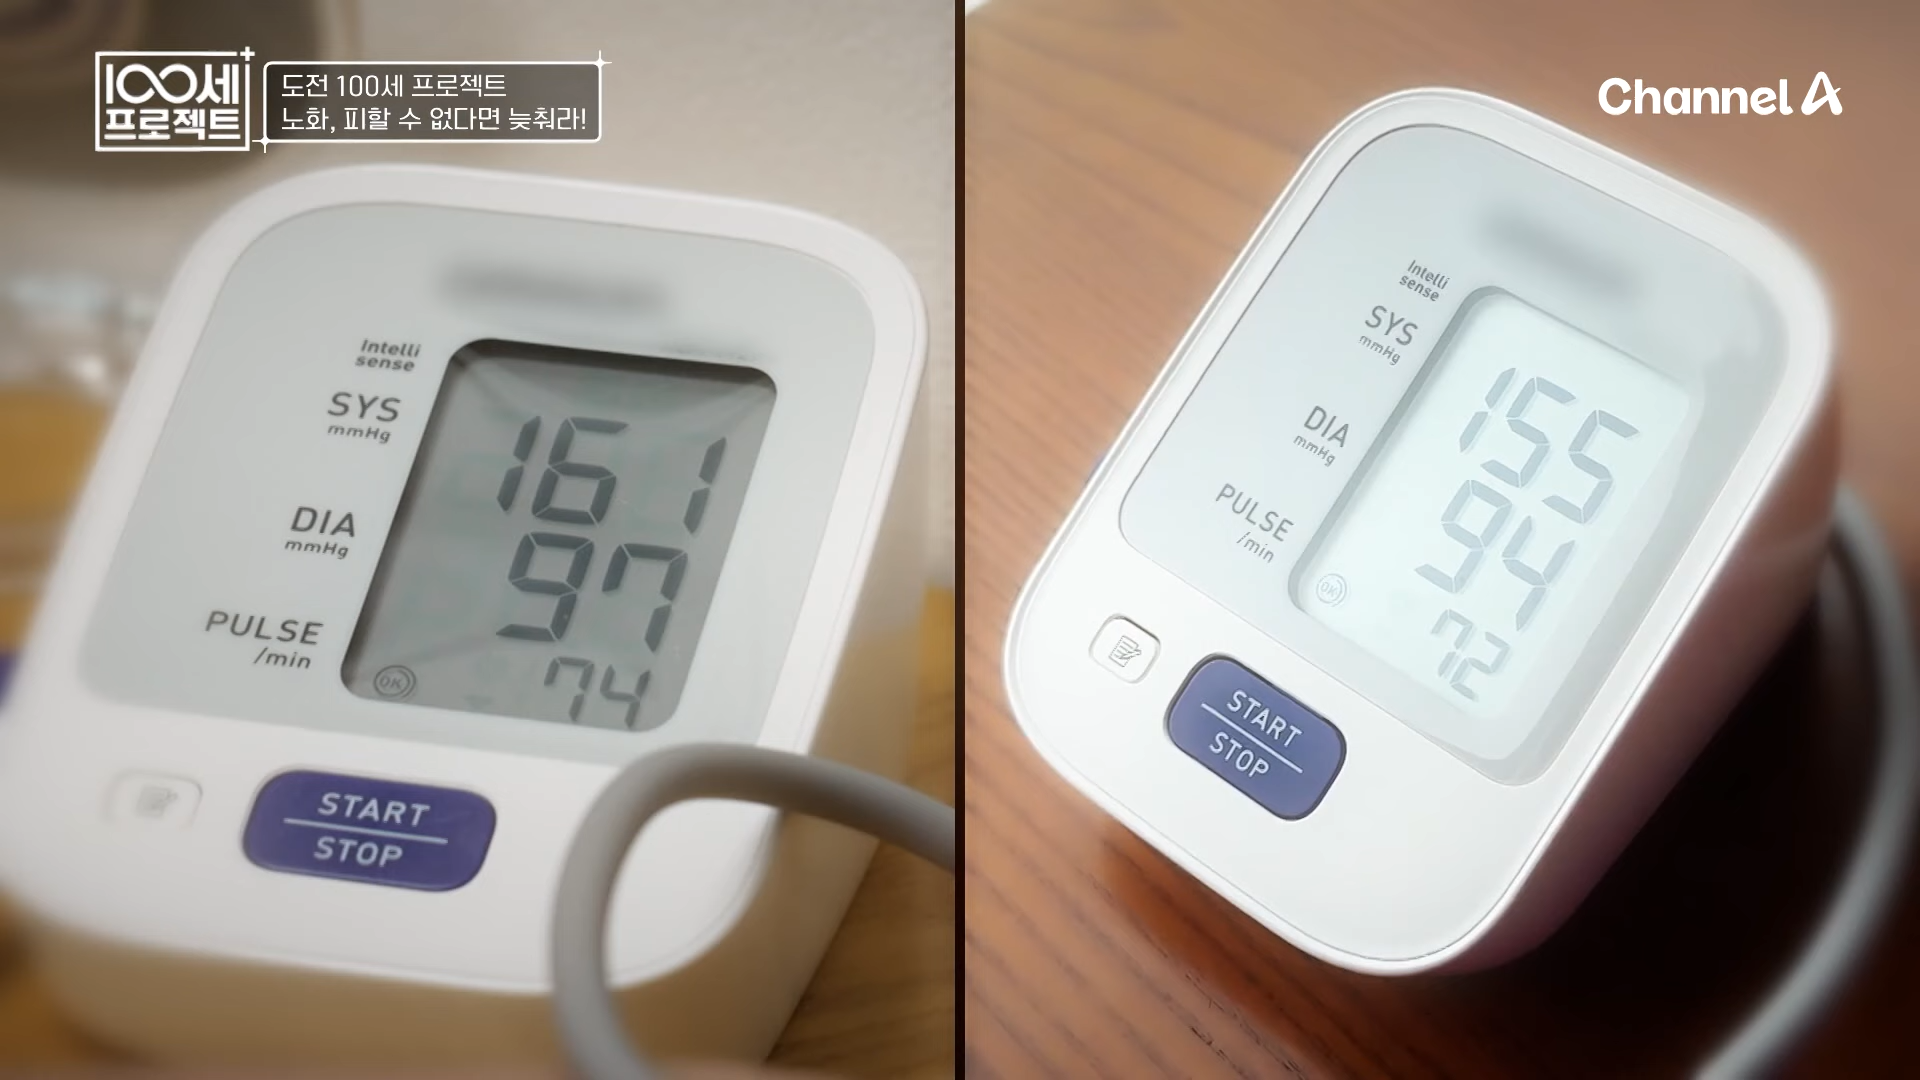 100세+
프로젝트
도전 100세 프로젝트
노화, 피할 수 없다면 늦춰라!
Channel A
Intelli
sense
SYS
mmHg
161
DIA
mmHg
97
PULSE
/min
74
OK
START
STOP
Intelli
sense
SYS
mmHg
155
DIA
mmHg
94
PULSE
/min
72
OK
START
STOP